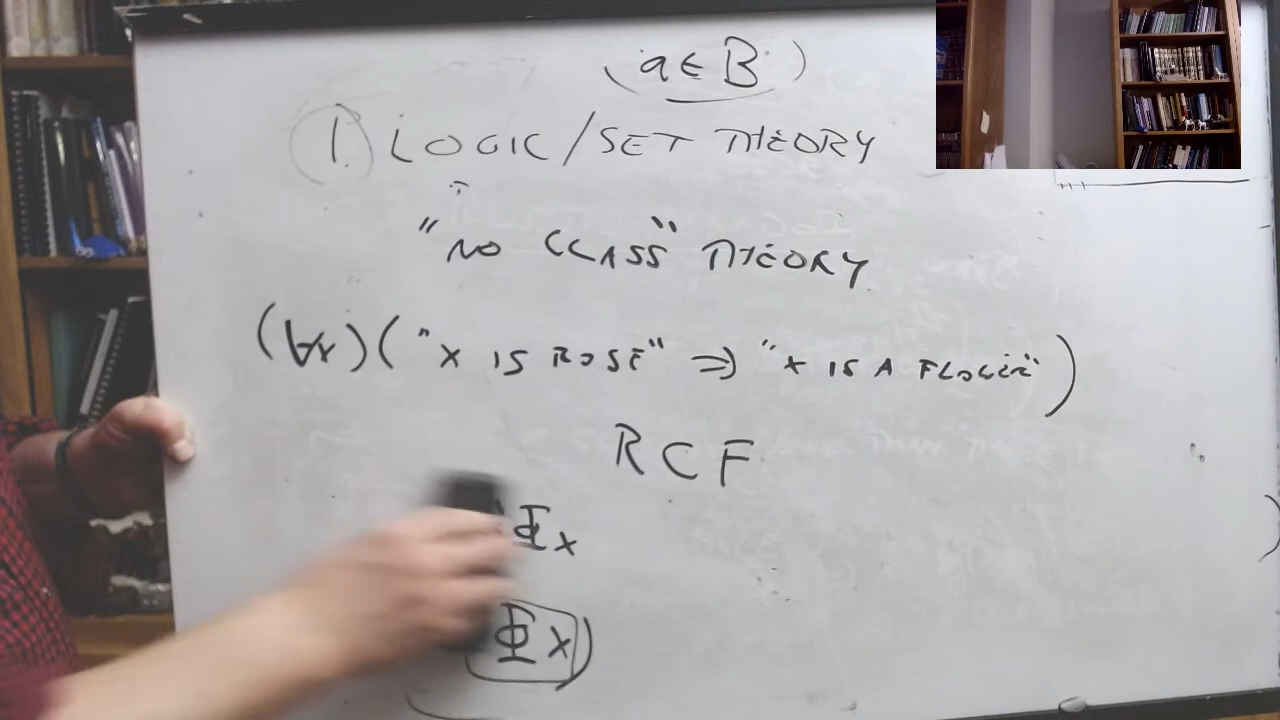 (a ∈ B)
1. LOGIC/SET THEORY
"NO CLASS" THEORY
(∀x)("X IS ROSE" ⇒ "X IS A FLOWER")
RCF
Φx
Φx)